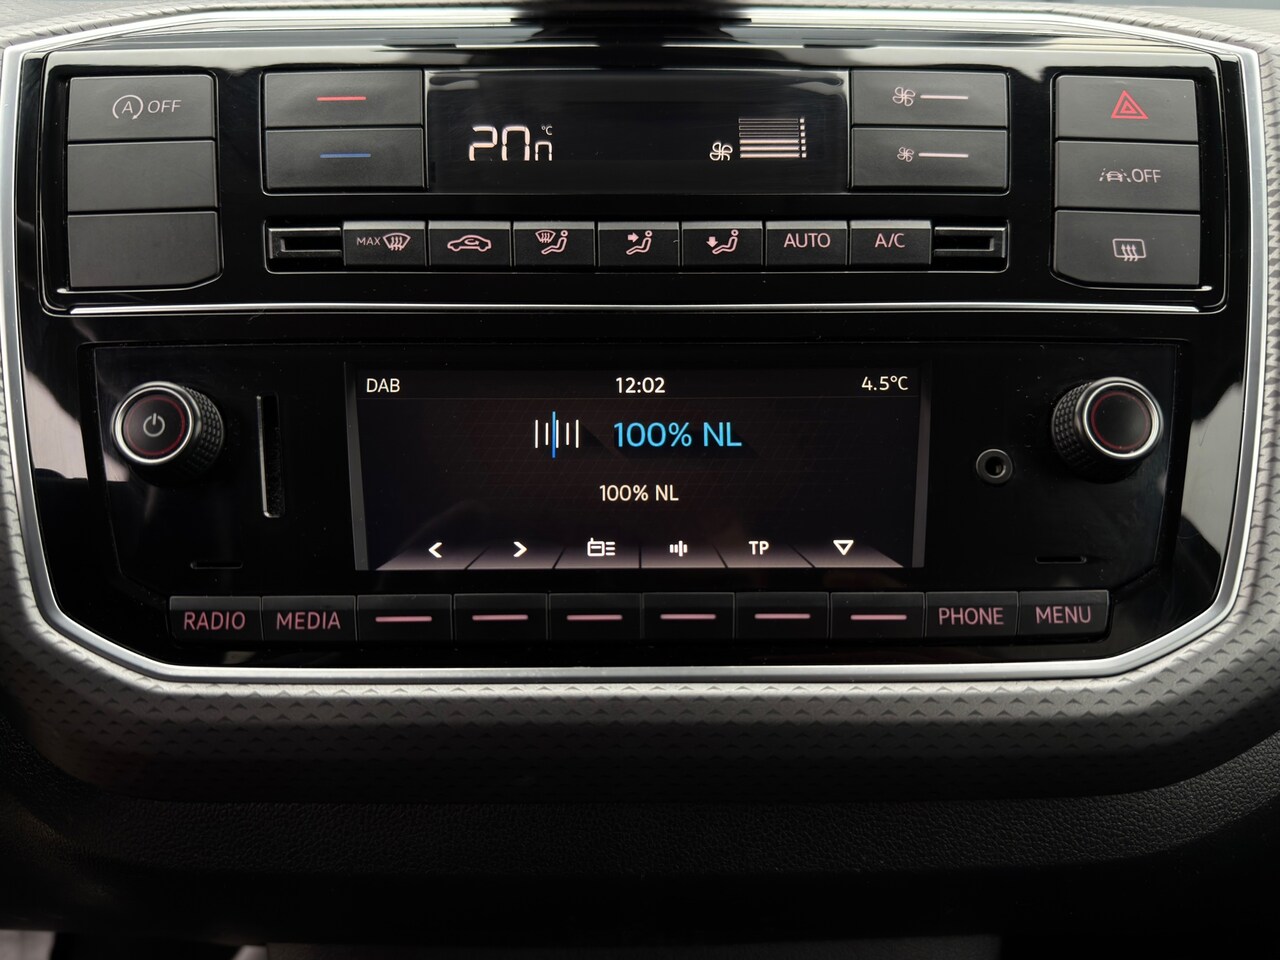 A OFF
20.0 °C
OFF
MAX
AUTO
A/C
DAB 12:02 4.5°C
100% NL
100% NL
TP
RADIO MEDIA PHONE MENU